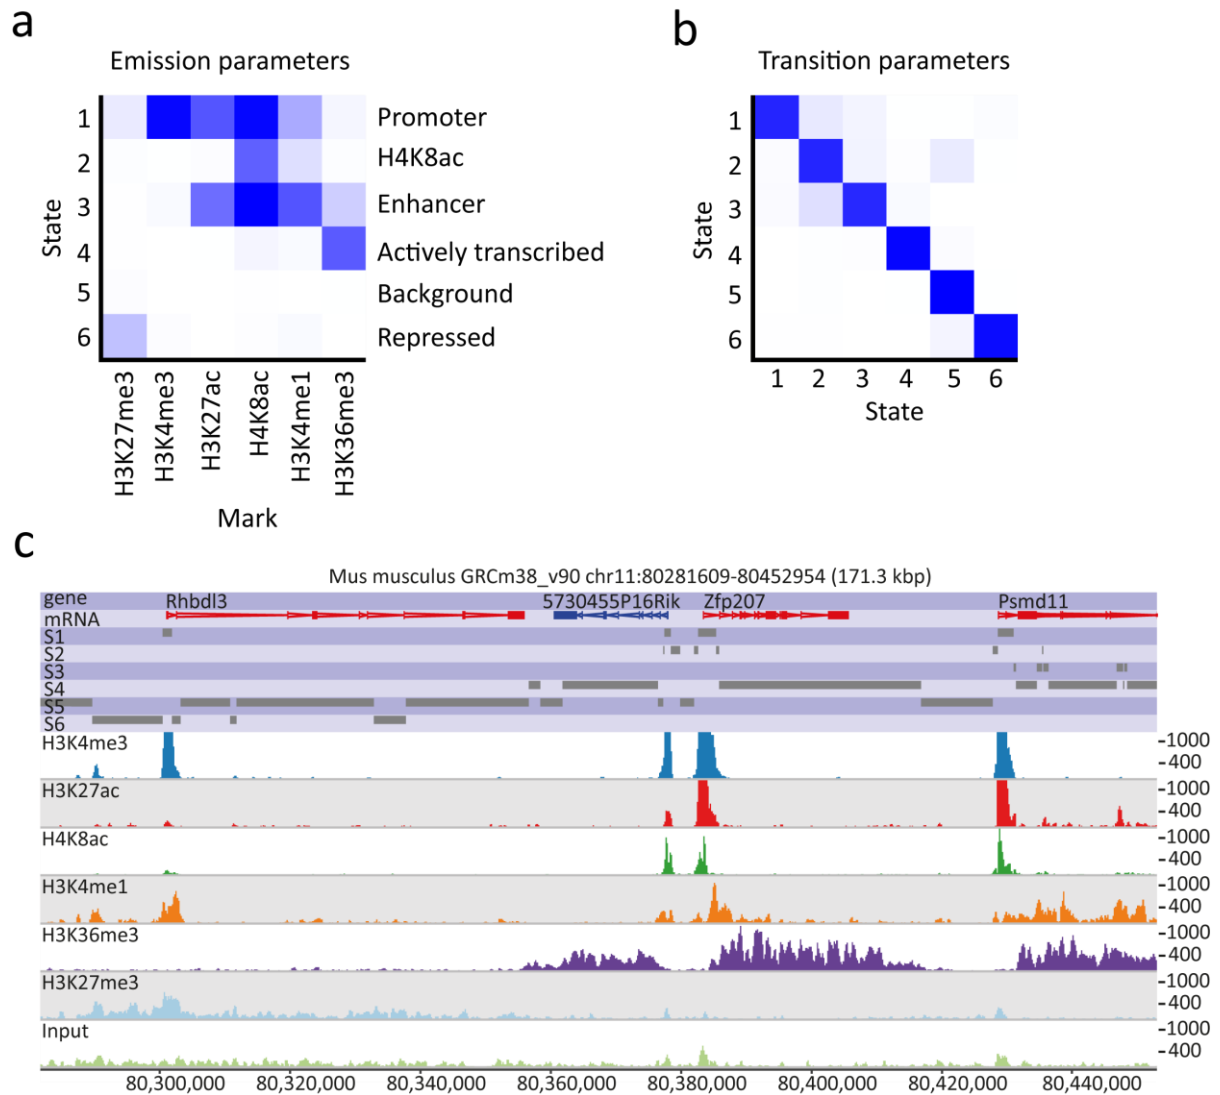 a
Emission parameters
1 Promoter
2 H4K8ac
3 Enhancer
4 Actively transcribed
5 Background
6 Repressed
State
H3K27me3 H3K4me3 H3K27ac H4K8ac H3K4me1 H3K36me3
Mark
b
Transition parameters
1
2
3
4
5
6
State
1 2 3 4 5 6
State
c
Mus musculus GRCm38_v90 chr11:80281609-80452954 (171.3 kbp)
gene Rhbdl3 5730455P16Rik Zfp207 Psmd11
mRNA
S1
S2
S3
S4
S5
S6
H3K4me3 -1000
-400
H3K27ac -1000
-400
H4K8ac -1000
-400
H3K4me1 -1000
-400
H3K36me3 -1000
-400
H3K27me3 -1000
-400
Input -1000
-400
80,300,000 80,320,000 80,340,000 80,360,000 80,380,000 80,400,000 80,420,000 80,440,000